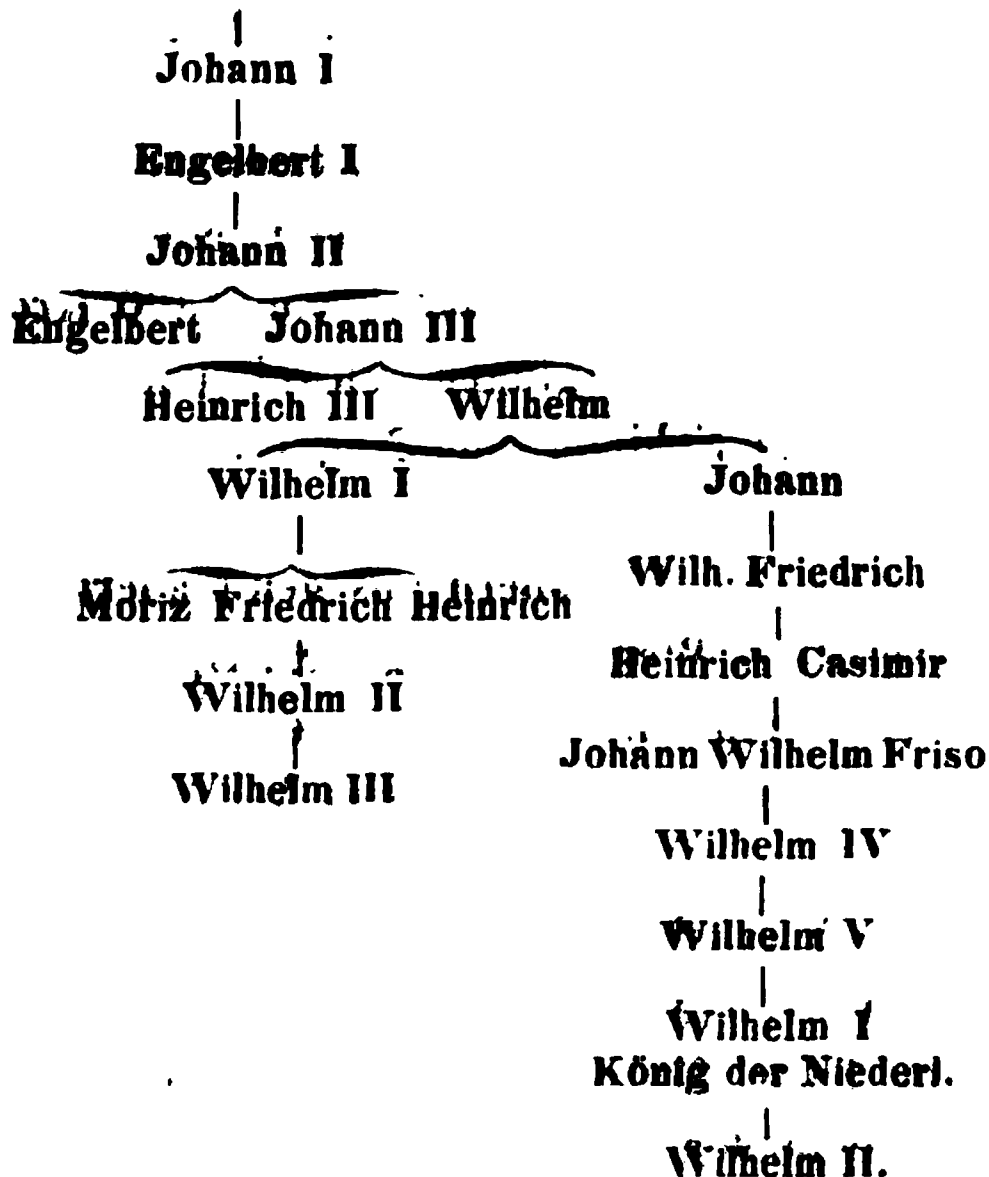 Johann I
Engelbert I
Johann II
Engelbert Johann III
Heinrich III Wilhelm
Wilhelm I Johann
Wilh. Friedrich
Moriz Friedrich Heinrich
Heinrich Casimir
Wilhelm II
Johann Wilhelm Friso
Wilhelm III
Wilhelm IV
Wilhelm V
Wilhelm I
König der Niederl.
Wilhelm II.